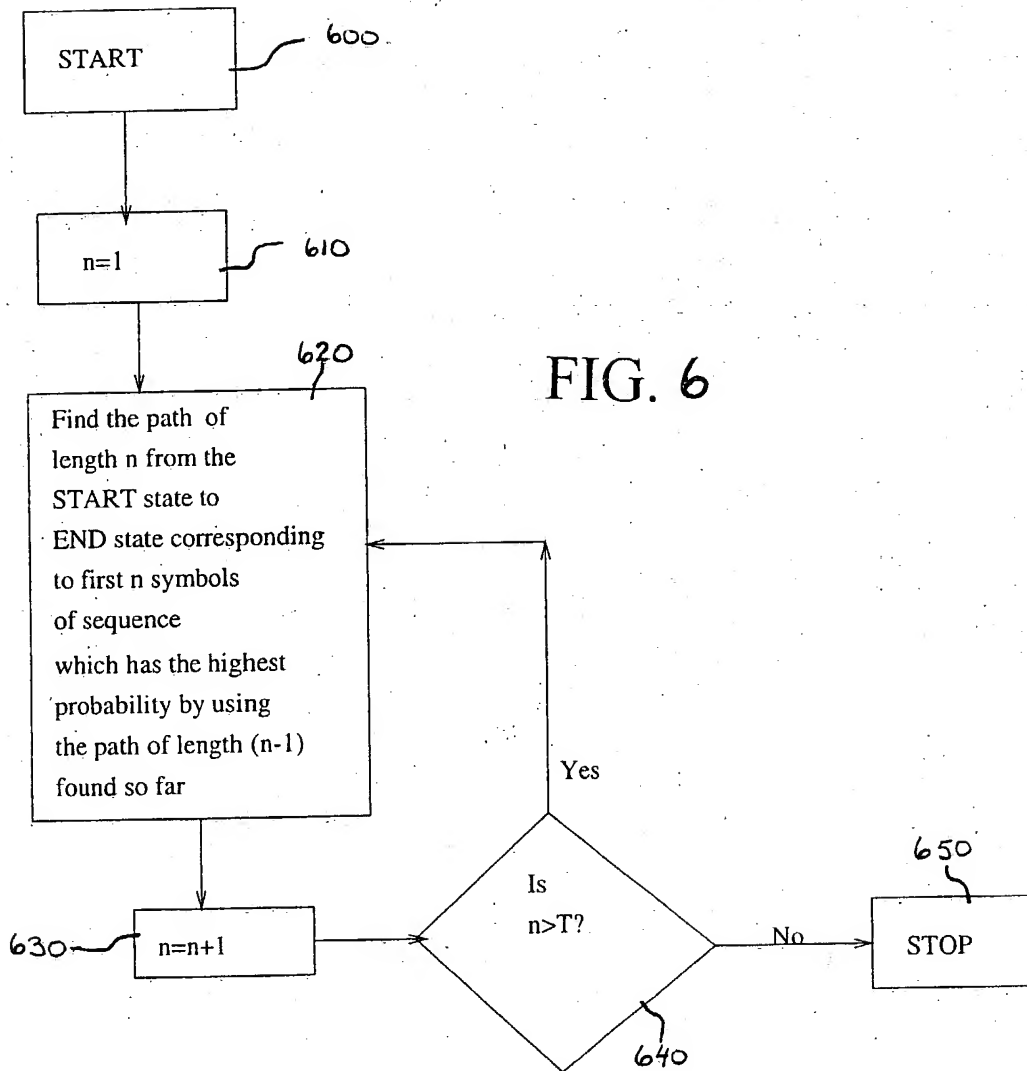 START
600
n=1
610
620
FIG. 6
Find the path of
length n from the
START state to
END state corresponding
to first n symbols
of sequence
which has the highest
probability by using
the path of length (n-1)
found so far
Yes
Is
n>T?
650
630
n=n+1
No
STOP
640